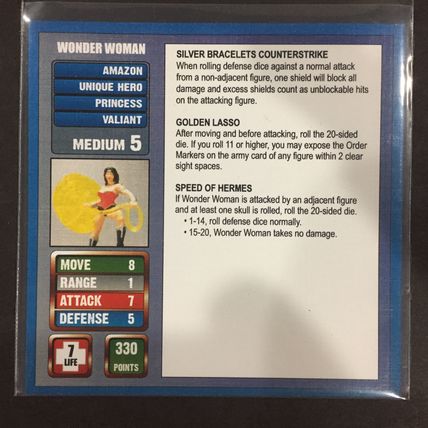 WONDER WOMAN
AMAZON
UNIQUE HERO
PRINCESS
VALIANT
MEDIUM 5
MOVE 8
RANGE 1
ATTACK 7
DEFENSE 5
7
LIFE
330
POINTS
SILVER BRACELETS COUNTERSTRIKE
When rolling defense dice against a normal attack
from a non-adjacent figure, one shield will block all
damage and excess shields count as unblockable hits
on the attacking figure.
GOLDEN LASSO
After moving and before attacking, roll the 20-sided
die. If you roll 11 or higher, you may expose the Order
Markers on the army card of any figure within 2 clear
sight spaces.
SPEED OF HERMES
If Wonder Woman is attacked by an adjacent figure
and at least one skull is rolled, roll the 20-sided die.
• 1-14, roll defense dice normally.
• 15-20, Wonder Woman takes no damage.